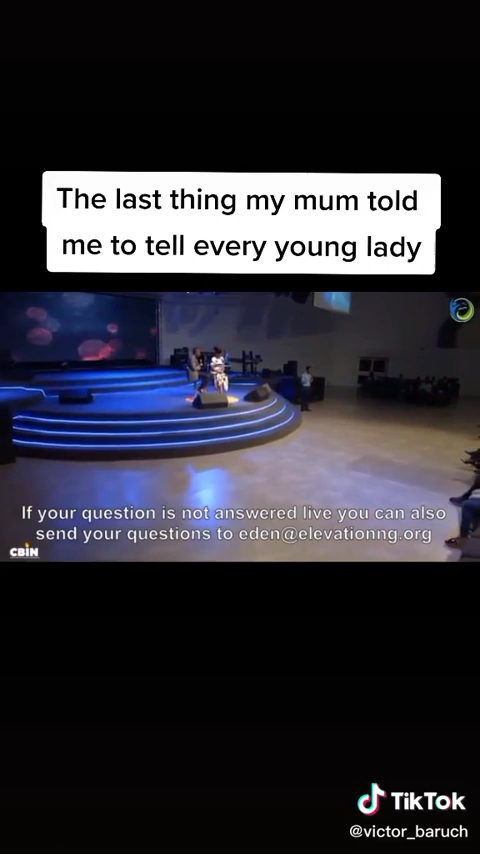 The last thing my mum told
me to tell every young lady
If your question is not answered live you can also
send your questions to eden@elevationng.org
CBIN
TikTok
@victor_baruch